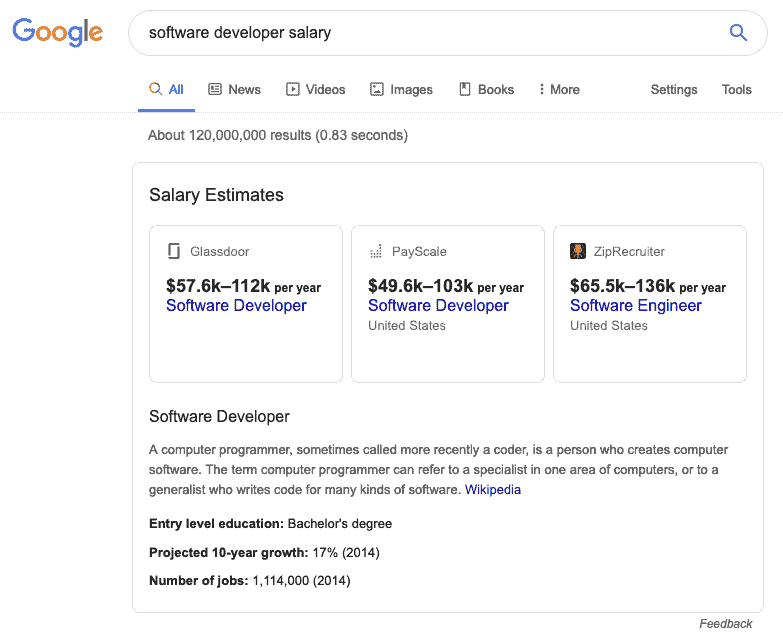 Google
software developer salary
All News Videos Images Books More Settings Tools
About 120,000,000 results (0.83 seconds)
Salary Estimates
Glassdoor
$57.6k–112k per year
Software Developer
PayScale
$49.6k–103k per year
Software Developer
United States
ZipRecruiter
$65.5k–136k per year
Software Engineer
United States
Software Developer
A computer programmer, sometimes called more recently a coder, is a person who creates computer
software. The term computer programmer can refer to a specialist in one area of computers, or to a
generalist who writes code for many kinds of software. Wikipedia
Entry level education: Bachelor's degree
Projected 10-year growth: 17% (2014)
Number of jobs: 1,114,000 (2014)
Feedback